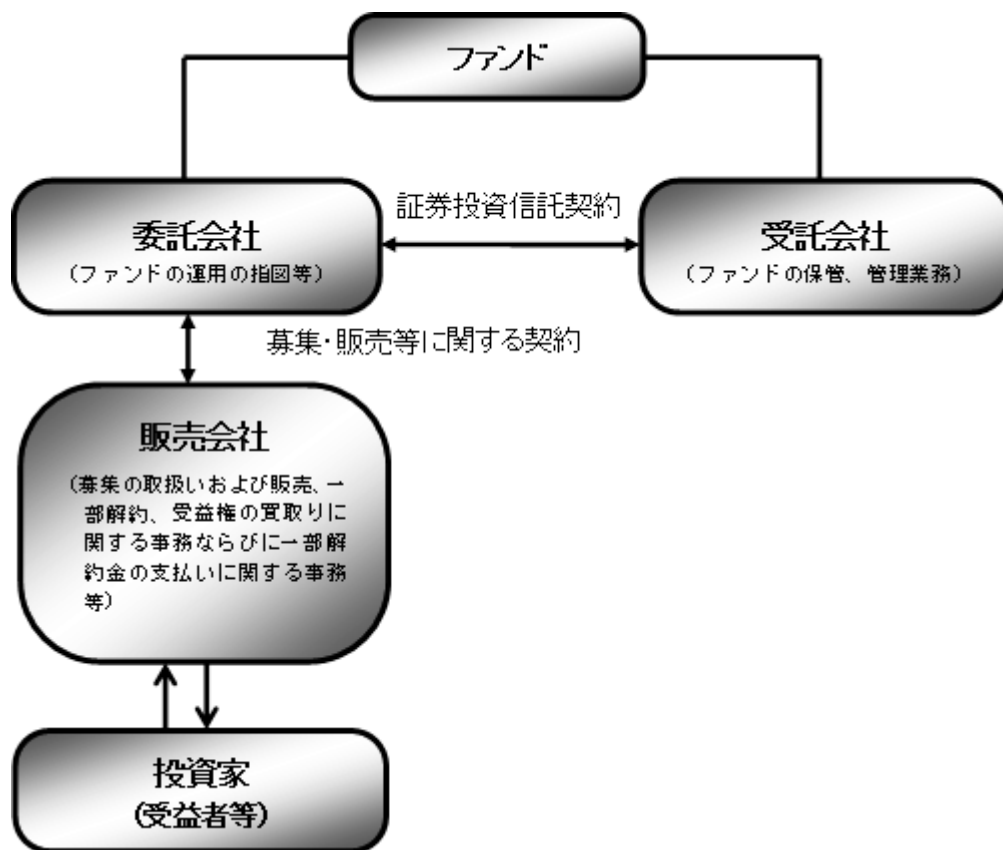 ファンド
証券投資信託契約
委託会社
(ファンドの運用の指図等)
受託会社
(ファンドの保管、管理業務)
募集・販売等に関する契約
販売会社
(募集の取扱いおよび販売、一
部解約、受益権の買取りに
関する事務ならびに一部解
約金の支払いに関する事務
等)
投資家
(受益者等)